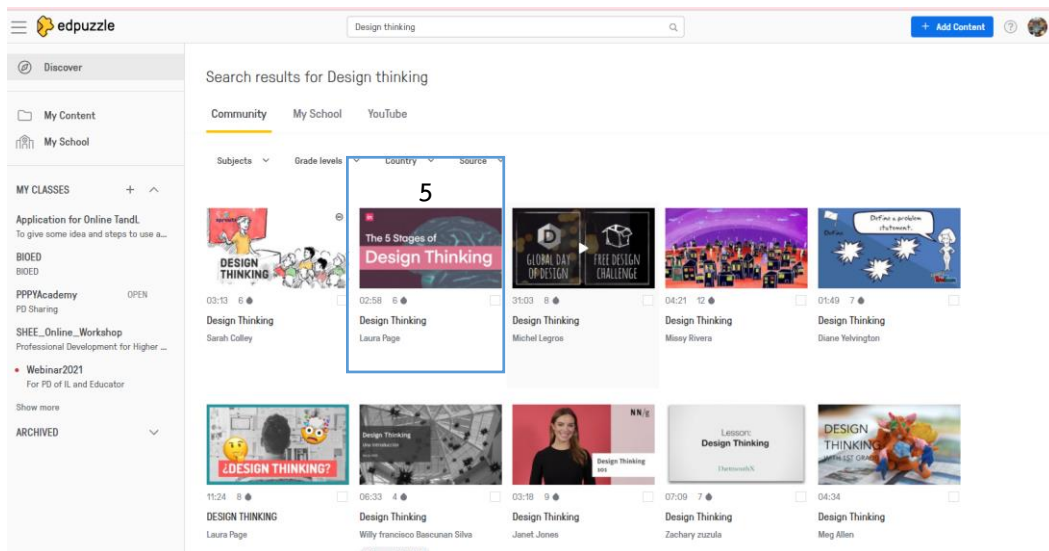 edpuzzle
Design thinking
+ Add Content
?
Discover
My Content
My School
MY CLASSES + 
Application for Online TandL
To give some idea and steps to use a...
BIOED
BIOED
PPPYAcademy OPEN
PD Sharing
SHEE_Online_Workshop
Professional Development for Higher ...
• Webinar2021
For PD of IL and Educator
Show more
ARCHIVED
Search results for Design thinking
Community My School YouTube
Subjects Grade levels Country Source
5
sprouts
DESIGN
THINKING
03:13 6
Design Thinking
Sarah Colley
in
The 5 Stages of
Design Thinking
02:58 6
Design Thinking
Laura Page
D
GLOBAL DAY
OF DESIGN
FREE DESIGN
CHALLENGE
31:03 8
Design Thinking
Michel Legros
04:21 12
Design Thinking
Missy Rivera
Define a problem
statement.
Define
01:49 7
Design Thinking
Diane Yelvington
¿DESIGN THINKING?
11:24 8
DESIGN THINKING
Laura Page
Design Thinking
06:33 4
Design Thinking
Willy francisco Bascunan Silva
NN/g
Design Thinking
101
03:18 9
Design Thinking
Janet Jones
Lesson:
Design Thinking
DartmouthX
07:09 7
Design Thinking
Zachary zuzula
DESIGN
THINKING
WITH 1ST GRADE
04:34
Design Thinking
Meg Allen